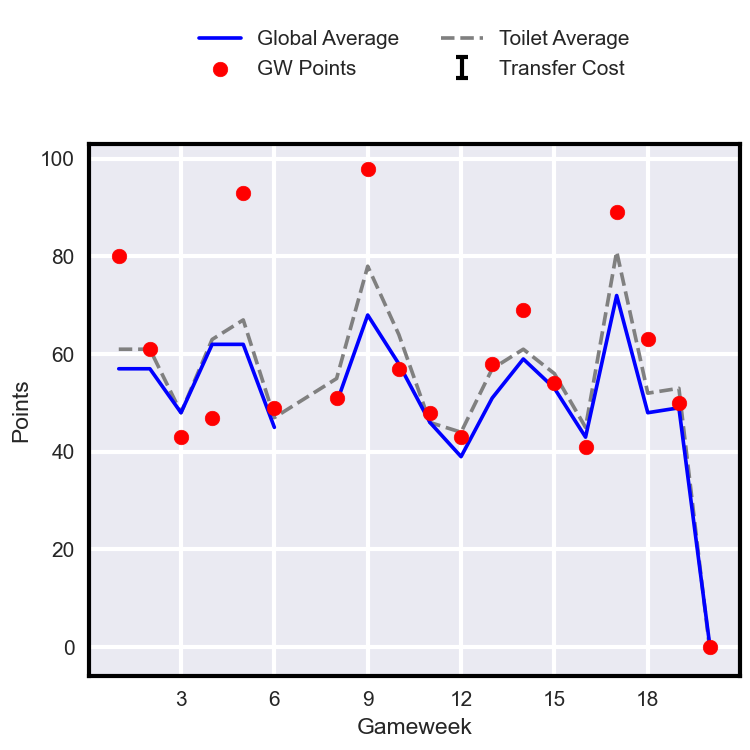 Global Average
Toilet Average
GW Points
Transfer Cost
100
80
60
40
20
0
Points
3 6 9 12 15 18
Gameweek